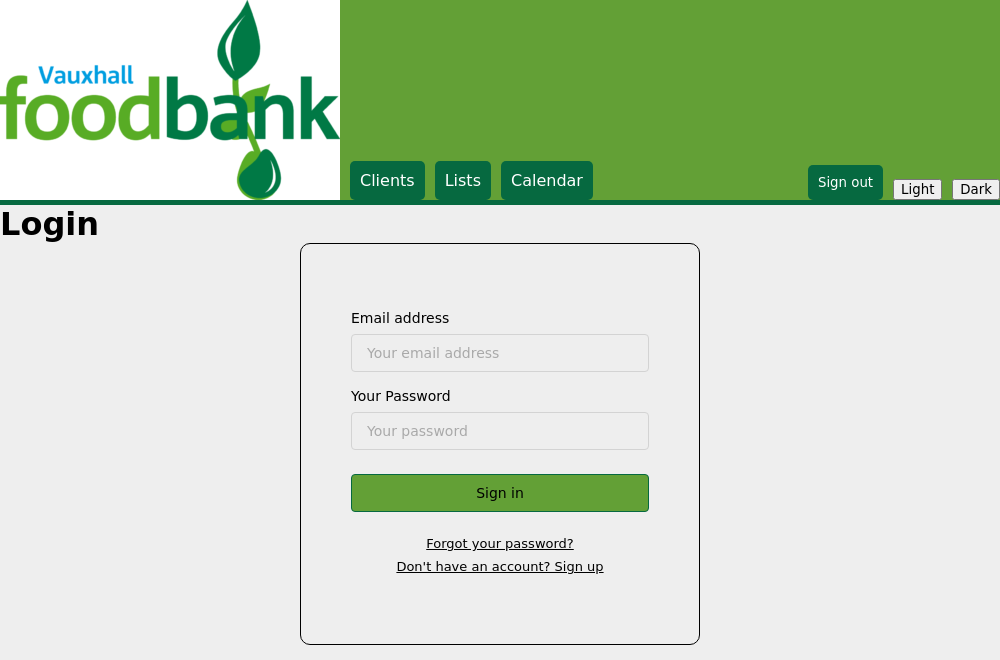 Vauxhall
foodbank
Clients Lists Calendar Sign out Light Dark
Login
Email address
Your email address
Your Password
Your password
Sign in
Forgot your password?
Don't have an account? Sign up